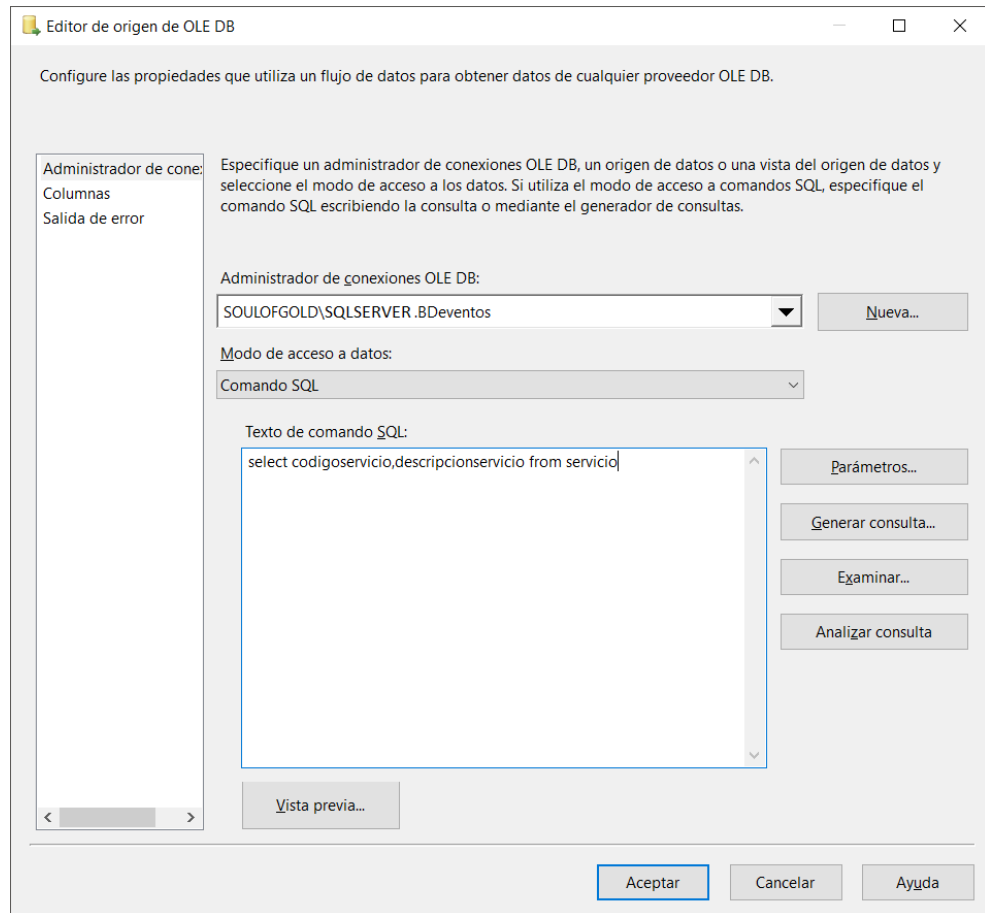 Editor de origen de OLE DB
Configure las propiedades que utiliza un flujo de datos para obtener datos de cualquier proveedor OLE DB.
Administrador de cone
Columnas
Salida de error
Especifique un administrador de conexiones OLE DB, un origen de datos o una vista del origen de datos y
seleccione el modo de acceso a los datos. Si utiliza el modo de acceso a comandos SQL, especifique el
comando SQL escribiendo la consulta o mediante el generador de consultas.
Administrador de conexiones OLE DB:
SOULOFGOLD\SQLSERVER .BDeventos
Nueva...
Modo de acceso a datos:
Comando SQL
Texto de comando SQL:
select codigoservicio,descripcionservicio from servicio
Parámetros...
Generar consulta...
Examinar...
Analizar consulta
Vista previa...
Aceptar
Cancelar
Ayuda